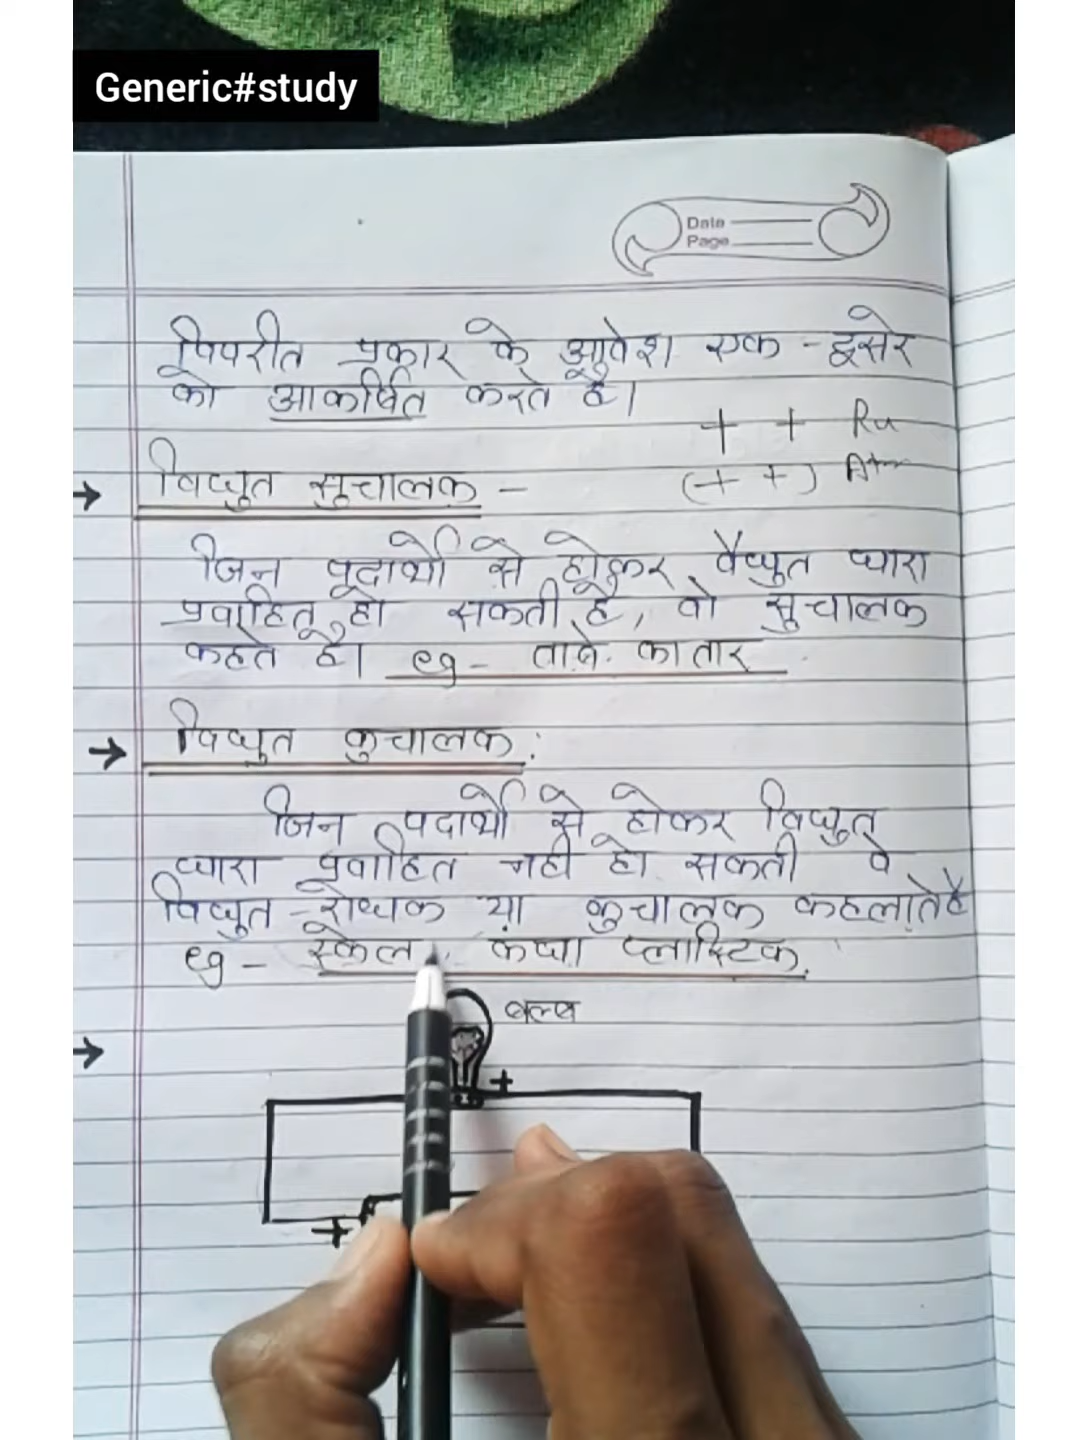 Generic#study
Date
Page
विपरीत प्रकार के आवेश एक-दूसरे
को आकर्षित करते है।
+ + Ru
(+ +) A
→ विध्युत सुचालक -
जिन पदार्थो से होकर वैध्युत ध्यारा
प्रवाहित हो सकती है, वो सुचालक
कहते है। eg - तांबे का तार
→ विध्युत कुचालक:
जिन पदार्थो से होकर विध्युत
ध्यारा प्रवाहित नही हो सकती वे
विध्युत-रोधक या कुचालक कहलाते है
eg - स्केल, कंघा प्लास्टिक.
→
बल्ब
+
+